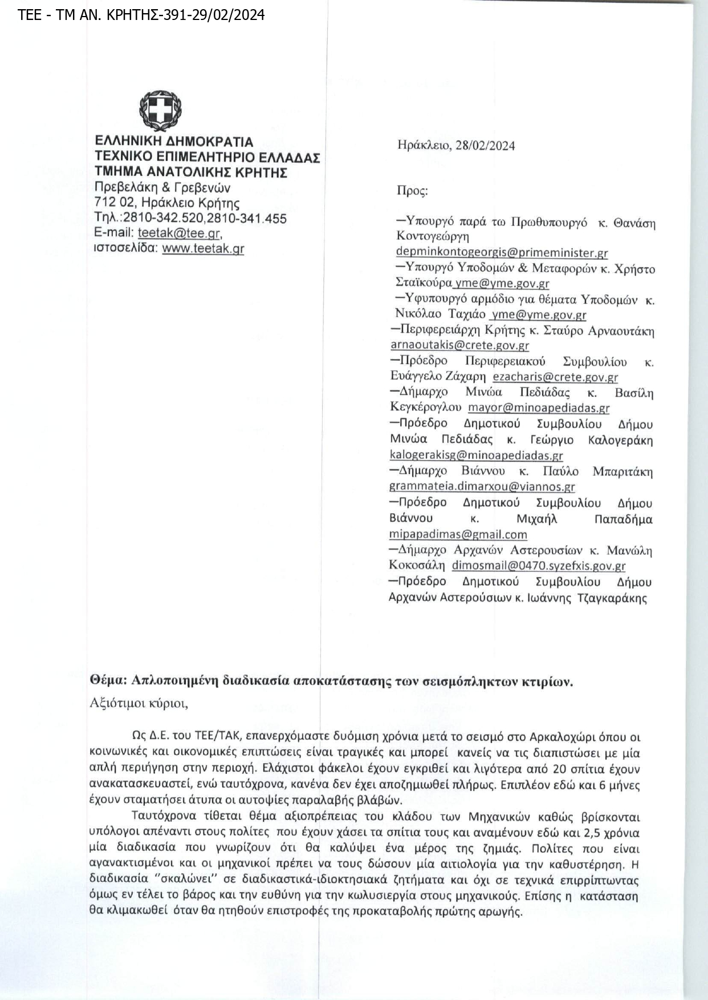 ΤΕΕ - ΤΜ ΑΝ. ΚΡΗΤΗΣ-391-29/02/2024
ΕΛΛΗΝΙΚΗ ΔΗΜΟΚΡΑΤΙΑ
ΤΕΧΝΙΚΟ ΕΠΙΜΕΛΗΤΗΡΙΟ ΕΛΛΑΔΑΣ
ΤΜΗΜΑ ΑΝΑΤΟΛΙΚΗΣ ΚΡΗΤΗΣ
Πρεβελάκη & Γρεβενών
712 02, Ηράκλειο Κρήτης
Τηλ.:2810-342.520,2810-341.455
E-mail: teetak@tee.gr,
ιστοσελίδα: www.teetak.gr
Ηράκλειο, 28/02/2024
Προς:
–Υπουργό παρά τω Πρωθυπουργό κ. Θανάση
Κοντογεώργη
depminkontogeorgis@primeminister.gr
–Υπουργό Υποδομών & Μεταφορών κ. Χρήστο
Σταϊκούρα yme@yme.gov.gr
–Υφυπουργό αρμόδιο για θέματα Υποδομών κ.
Νικόλαο Ταχιάο yme@yme.gov.gr
–Περιφερειάρχη Κρήτης κ. Σταύρο Αρναουτάκη
arnaoutakis@crete.gov.gr
–Πρόεδρο Περιφερειακού Συμβουλίου κ.
Ευάγγελο Ζάχαρη ezacharis@crete.gov.gr
–Δήμαρχο Μινώα Πεδιάδας κ. Βασίλη
Κεγκέρογλου mayor@minoapediadas.gr
–Πρόεδρο Δημοτικού Συμβουλίου Δήμου
Μινώα Πεδιάδας κ. Γεώργιο Καλογεράκη
kalogerakisg@minoapediadas.gr
–Δήμαρχο Βιάννου κ. Παύλο Μπαριτάκη
grammateia.dimarxou@viannos.gr
–Πρόεδρο Δημοτικού Συμβουλίου Δήμου
Βιάννου κ. Μιχαήλ Παπαδήμα
mipapadimas@gmail.com
–Δήμαρχο Αρχανών Αστερουσίων κ. Μανώλη
Κοκοσάλη dimosmail@0470.syzefxis.gov.gr
–Πρόεδρο Δημοτικού Συμβουλίου Δήμου
Αρχανών Αστερούσιων κ. Ιωάννης Τζαγκαράκης
Θέμα: Απλοποιημένη διαδικασία αποκατάστασης των σεισμόπληκτων κτιρίων.
Αξιότιμοι κύριοι,
Ως Δ.Ε. του ΤΕΕ/ΤΑΚ, επανερχόμαστε δυόμιση χρόνια μετά το σεισμό στο Αρκαλοχώρι όπου οι
κοινωνικές και οικονομικές επιπτώσεις είναι τραγικές και μπορεί κανείς να τις διαπιστώσει με μία
απλή περιήγηση στην περιοχή. Ελάχιστοι φάκελοι έχουν εγκριθεί και λιγότερα από 20 σπίτια έχουν
ανακατασκευαστεί, ενώ ταυτόχρονα, κανένα δεν έχει αποζημιωθεί πλήρως. Επιπλέον εδώ και 6 μήνες
έχουν σταματήσει άτυπα οι αυτοψίες παραλαβής βλάβών.
Ταυτόχρονα τίθεται θέμα αξιοπρέπειας του κλάδου των Μηχανικών καθώς βρίσκονται
υπόλογοι απέναντι στους πολίτες που έχουν χάσει τα σπίτια τους και αναμένουν εδώ και 2,5 χρόνια
μία διαδικασία που γνωρίζουν ότι θα καλύψει ένα μέρος της ζημιάς. Πολίτες που είναι
αγανακτισμένοι και οι μηχανικοί πρέπει να τους δώσουν μία αιτιολογία για την καθυστέρηση. Η
διαδικασία ‘‘σκαλώνει’’ σε διαδικαστικά-ιδιοκτησιακά ζητήματα και όχι σε τεχνικά επιρρίπτωντας
όμως εν τέλει το βάρος και την ευθύνη για την κωλυσιεργία στους μηχανικούς. Επίσης η κατάσταση
θα κλιμακωθεί όταν θα ητηθούν επιστροφές της προκαταβολής πρώτης αρωγής.